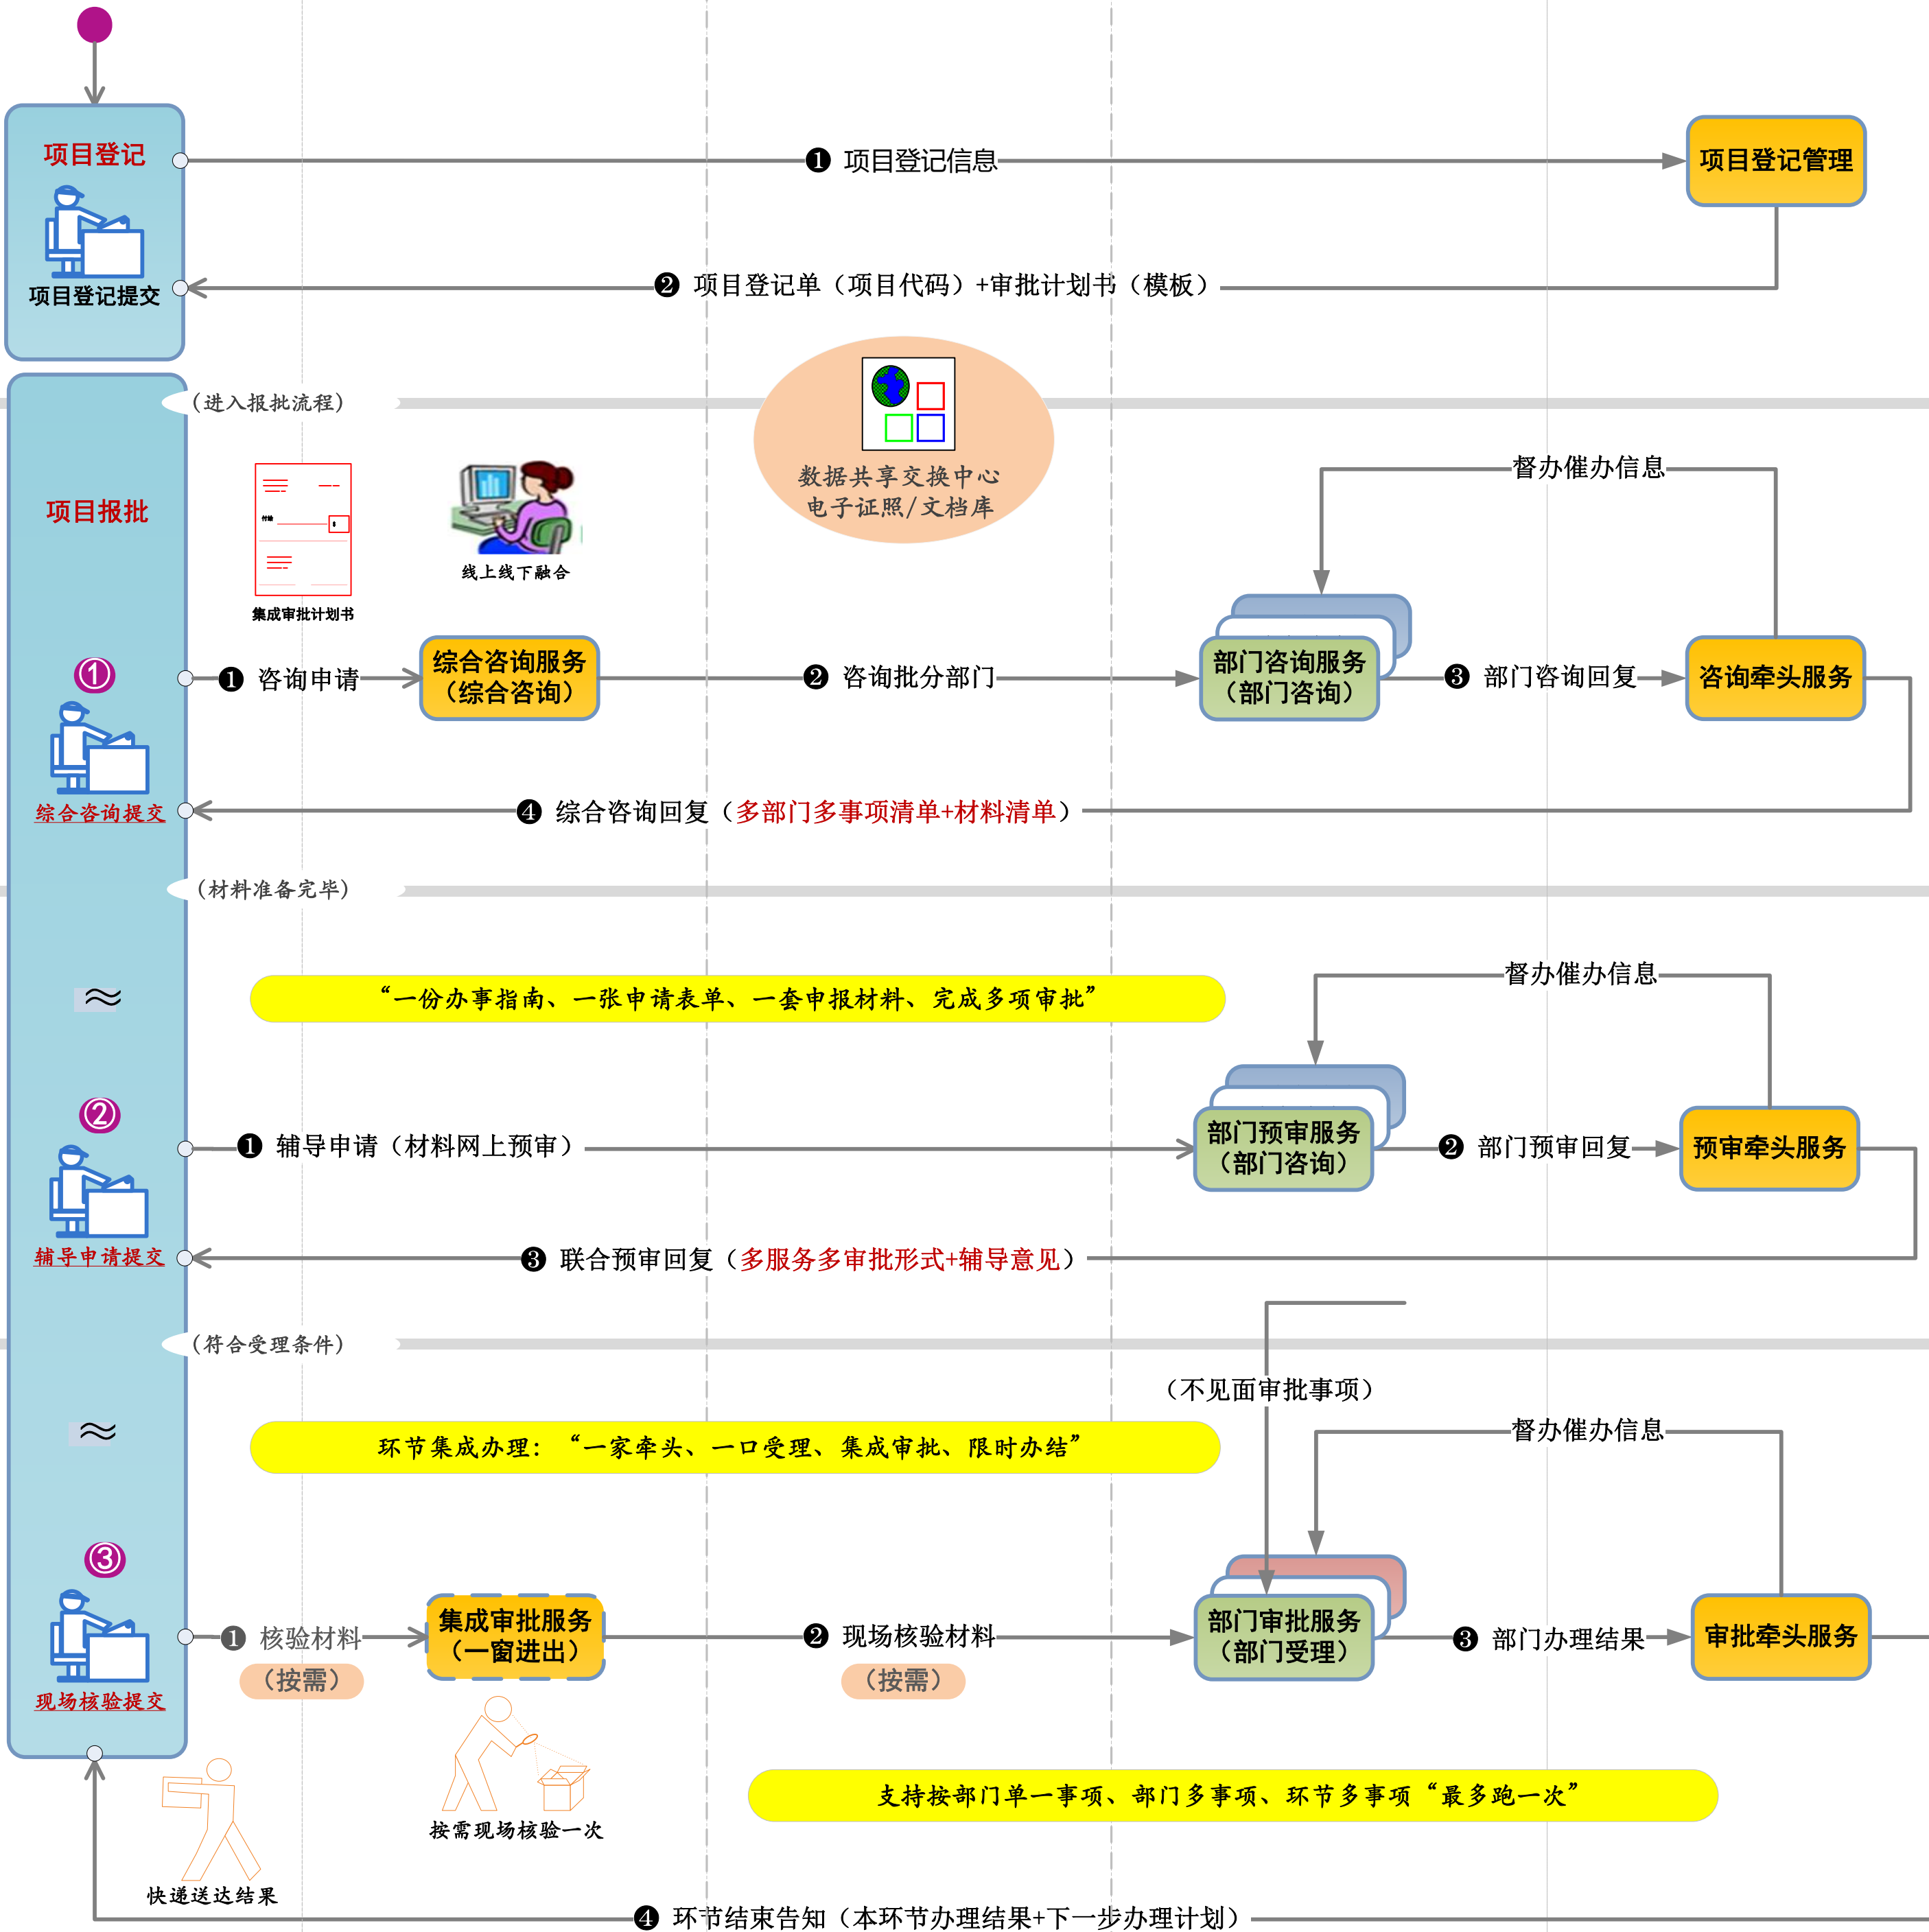 项目登记
❶ 项目登记信息
项目登记管理
项目登记提交
❷ 项目登记单（项目代码）+审批计划书（模板）
（进入报批流程）
数据共享交换中心
电子证照/文档库
督办催办信息
项目报批
付给
$
线上线下融合
集成审批计划书
①
❶ 咨询申请
综合咨询服务
（综合咨询）
❷ 咨询批分部门
部门咨询服务
（部门咨询）
❸ 部门咨询回复
咨询牵头服务
综合咨询提交
❹ 综合咨询回复（多部门多事项清单+材料清单）
（材料准备完毕）
≈
“一份办事指南、一张申请表单、一套申报材料、完成多项审批”
督办催办信息
②
❶ 辅导申请（材料网上预审）
部门预审服务
（部门咨询）
❷ 部门预审回复
预审牵头服务
辅导申请提交
❸ 联合预审回复（多服务多审批形式+辅导意见）
（符合受理条件）
（不见面审批事项）
≈
环节集成办理：“一家牵头、一口受理、集成审批、限时办结”
督办催办信息
③
❶ 核验材料
（按需）
集成审批服务
（一窗进出）
❷ 现场核验材料
（按需）
部门审批服务
（部门受理）
❸ 部门办理结果
审批牵头服务
现场核验提交
支持按部门单一事项、部门多事项、环节多事项“最多跑一次”
按需现场核验一次
快递送达结果
❹ 环节结束告知（本环节办理结果+下一步办理计划）